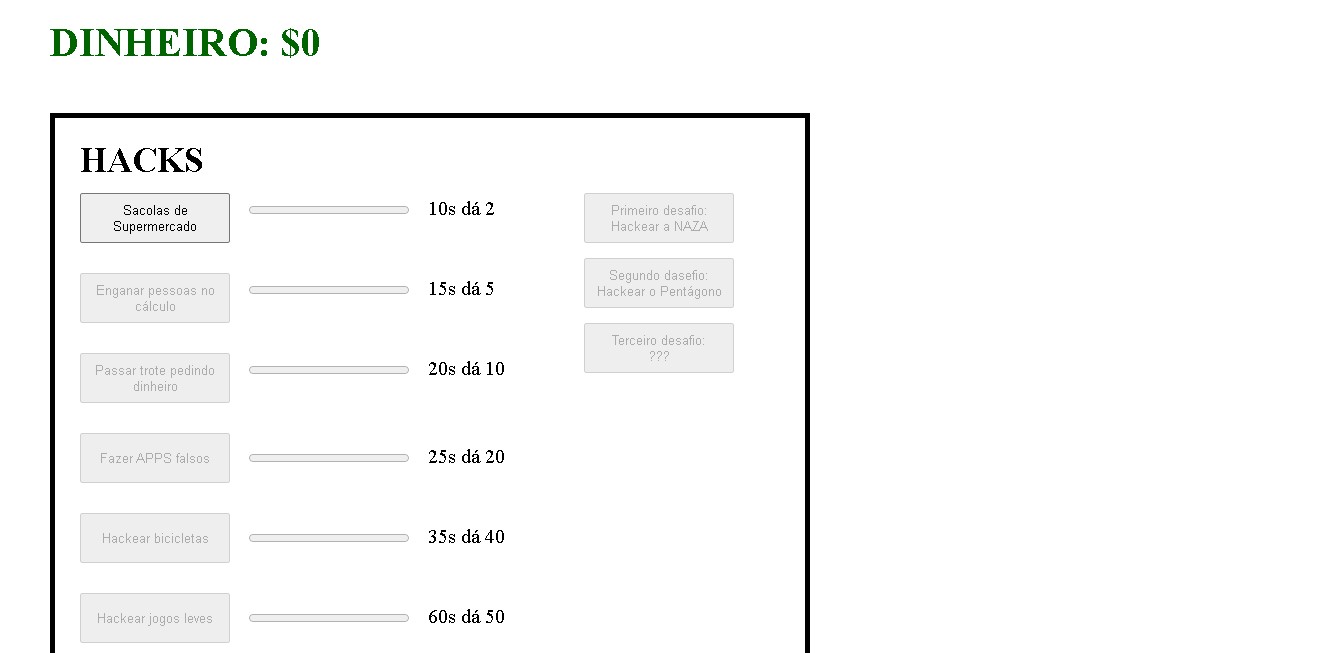 DINHEIRO: $0
HACKS
Sacolas de
Supermercado
10s dá 2
Primeiro desafio:
Hackear a NAZA
Enganar pessoas no
cálculo
15s dá 5
Segundo dasefio:
Hackear o Pentágono
Passar trote pedindo
dinheiro
20s dá 10
Terceiro desafio:
???
Fazer APPS falsos
25s dá 20
Hackear bicicletas
35s dá 40
Hackear jogos leves
60s dá 50